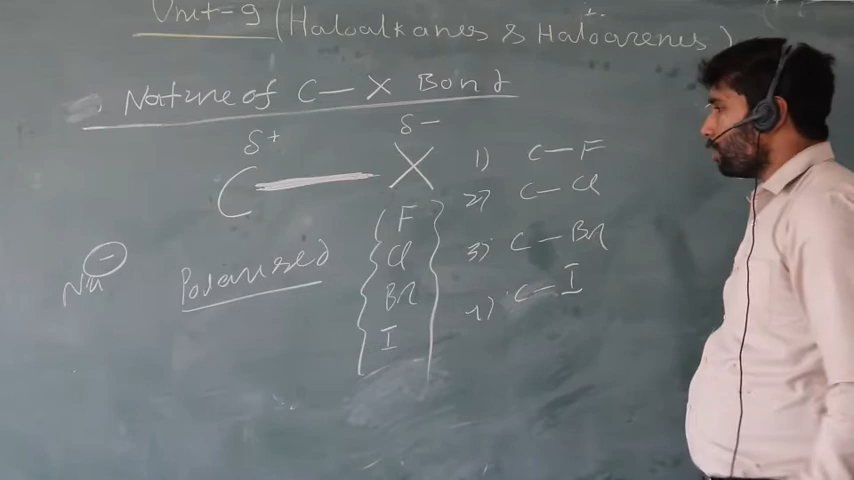 Unit-9 (Haloalkanes & Haloarenes)
Nature of C—X Bond
δ+ δ-
C — X
(F
Cl
Br
I
1) C—F
2) C—Cl
3) C—Br
4) C—I
Nu -
Polarised